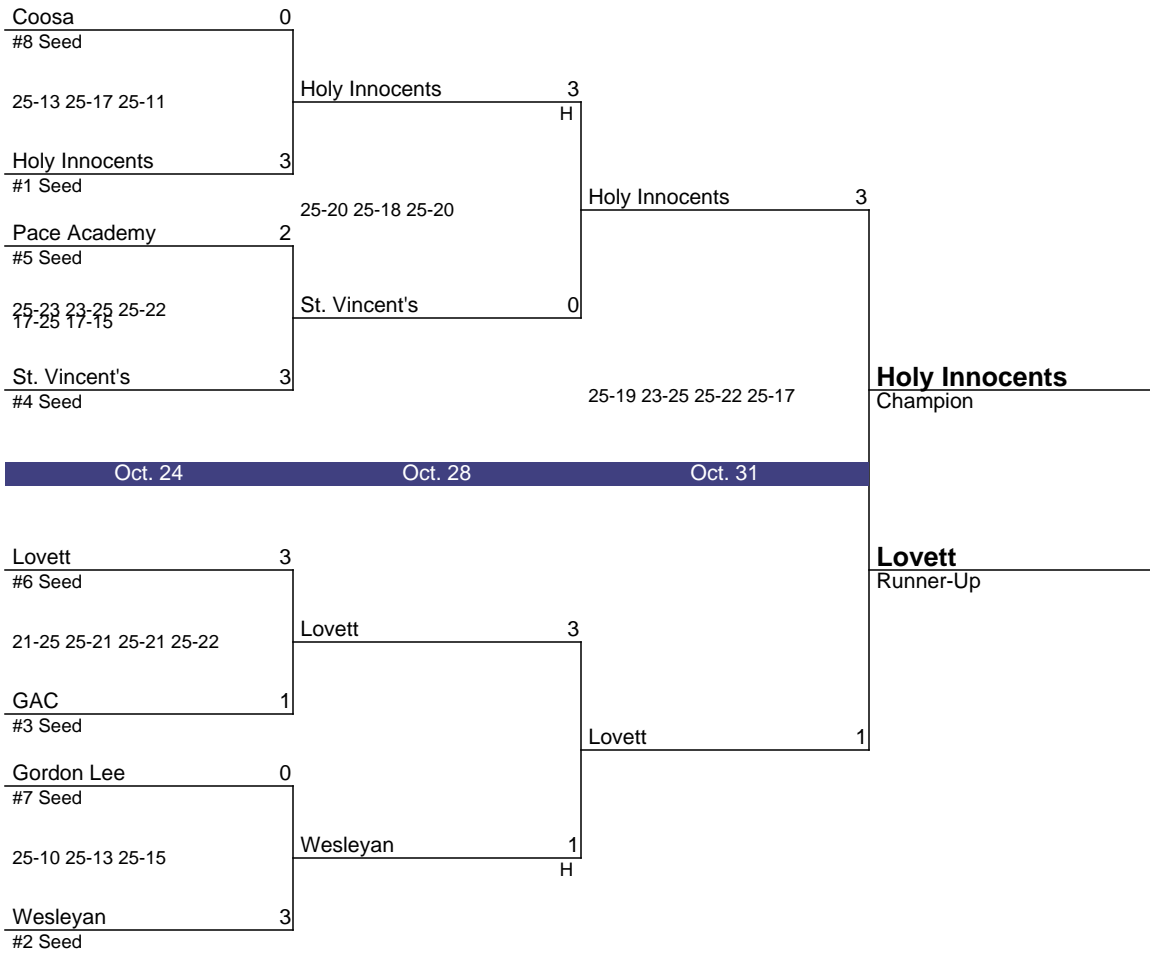 Coosa 0
#8 Seed
25-13 25-17 25-11
Holy Innocents 3
#1 Seed
Holy Innocents 3
H
Pace Academy 2
#5 Seed
25-23 23-25 25-22
17-25 17-15
St. Vincent's 3
#4 Seed
25-20 25-18 25-20
St. Vincent's 0
Holy Innocents 3
25-19 23-25 25-22 25-17
Holy Innocents
Champion
Oct. 24 Oct. 28 Oct. 31
Lovett 3
#6 Seed
21-25 25-21 25-21 25-22
GAC 1
#3 Seed
Lovett 3
Gordon Lee 0
#7 Seed
25-10 25-13 25-15
Wesleyan 3
#2 Seed
Wesleyan 1
H
Lovett 1
Lovett
Runner-Up